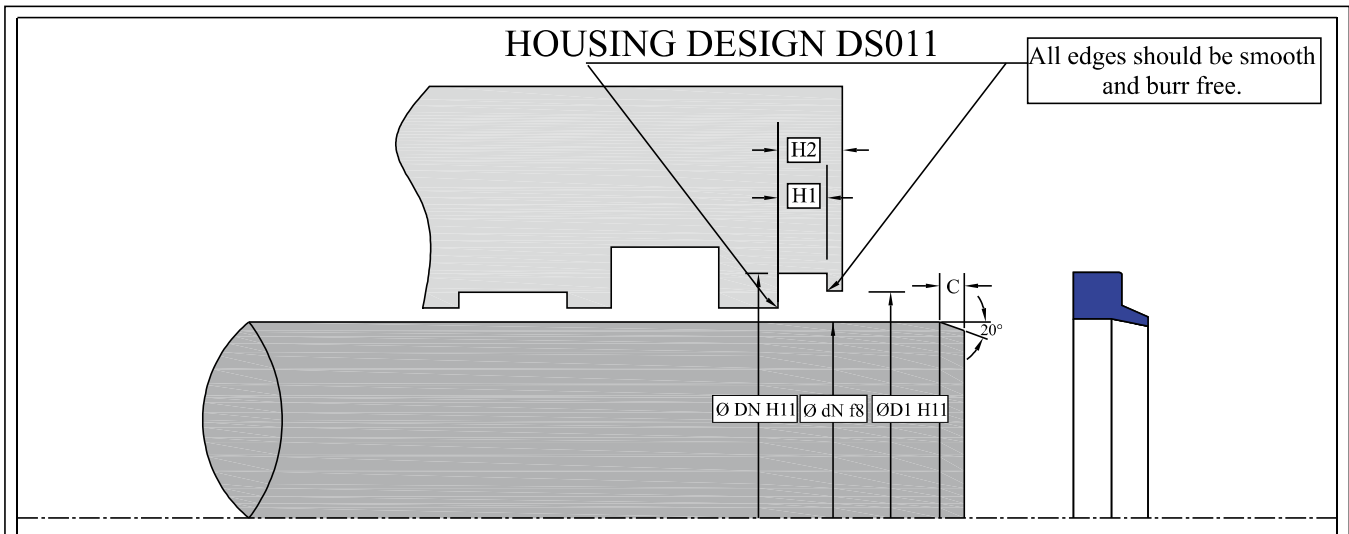 HOUSING DESIGN DS011
All edges should be smooth
and burr free.
H2
H1
C
20°
Ø DN H11
Ø dN f8
ØD1 H11